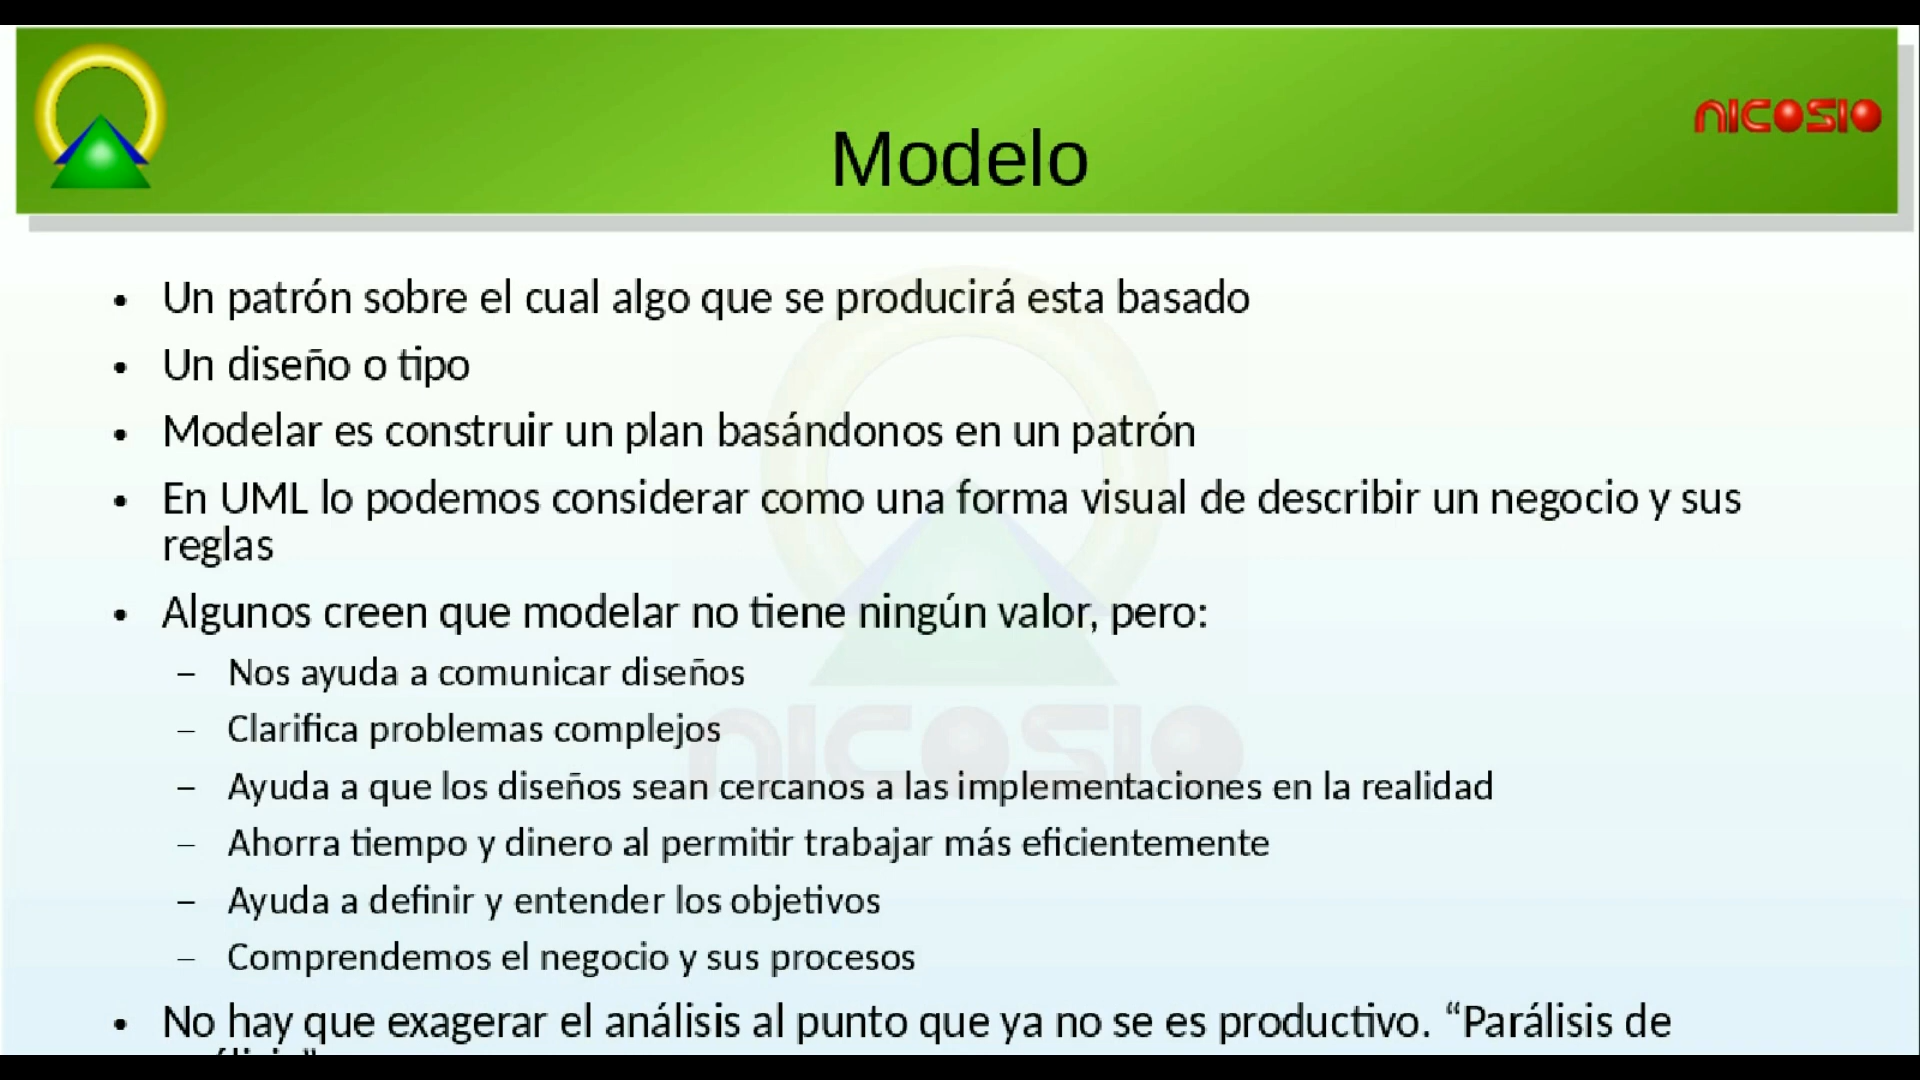 NICOSIO
Modelo
• Un patrón sobre el cual algo que se producirá esta basado
• Un diseño o tipo
• Modelar es construir un plan basándonos en un patrón
• En UML lo podemos considerar como una forma visual de describir un negocio y sus
reglas
• Algunos creen que modelar no tiene ningún valor, pero:
– Nos ayuda a comunicar diseños
– Clarifica problemas complejos
– Ayuda a que los diseños sean cercanos a las implementaciones en la realidad
– Ahorra tiempo y dinero al permitir trabajar más eficientemente
– Ayuda a definir y entender los objetivos
– Comprendemos el negocio y sus procesos
• No hay que exagerar el análisis al punto que ya no se es productivo. “Parálisis de
NICOSIO